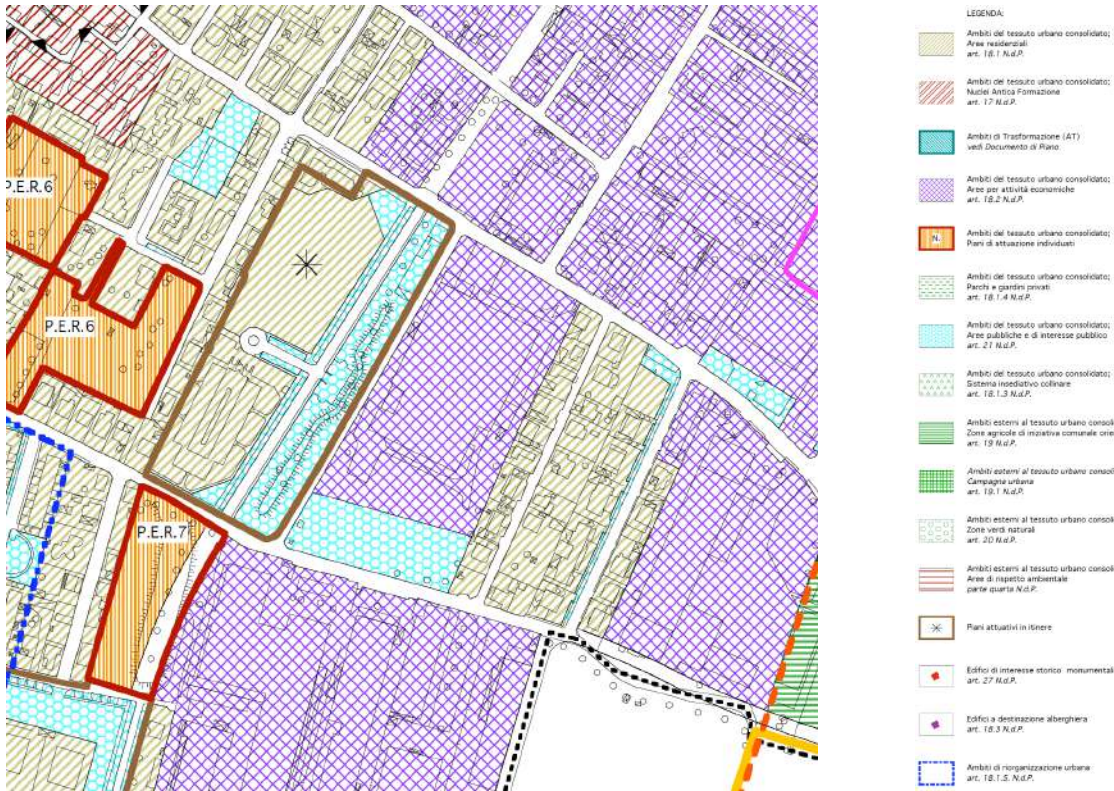 P.E.R.6
P.E.R.6
P.E.R.7
LEGENDA:
Ambiti del tessuto urbano consolidato;
Aree residenziali
art. 18.1 N.d.P.
Ambiti del tessuto urbano consolidato;
Nuclei Antica Formazione
art. 17 N.d.P.
Ambiti di Trasformazione (AT)
vedi Documento di Piano
Ambiti del tessuto urbano consolidato;
Aree per attività economiche
art. 18.2 N.d.P.
N.
Ambiti del tessuto urbano consolidato;
Piani di attuazione individuati
Ambiti del tessuto urbano consolidato;
Parchi e giardini privati
art. 18.1.4 N.d.P.
Ambiti del tessuto urbano consolidato;
Aree pubbliche e di interesse pubblico
art. 21 N.d.P.
Ambiti del tessuto urbano consolidato;
Sistema insediativo collinare
art. 18.1.3 N.d.P.
Ambiti esterni al tessuto urbano consoli
Zone agricole di iniziativa comunale orie
art. 19 N.d.P.
Ambiti esterni al tessuto urbano consoli
Campagna urbana
art. 19.1 N.d.P.
Ambiti esterni al tessuto urbano consoli
Zone verdi naturali
art. 20 N.d.P.
Ambiti esterni al tessuto urbano consoli
Aree di rispetto ambientale
parte quarta N.d.P.
Piani attuativi in itinere
Edifici di interesse storico monumentali
art. 27 N.d.P.
Edifici a destinazione alberghiera
art. 18.3 N.d.P.
Ambiti di riorganizzazione urbana
art. 18.1.5. N.d.P.